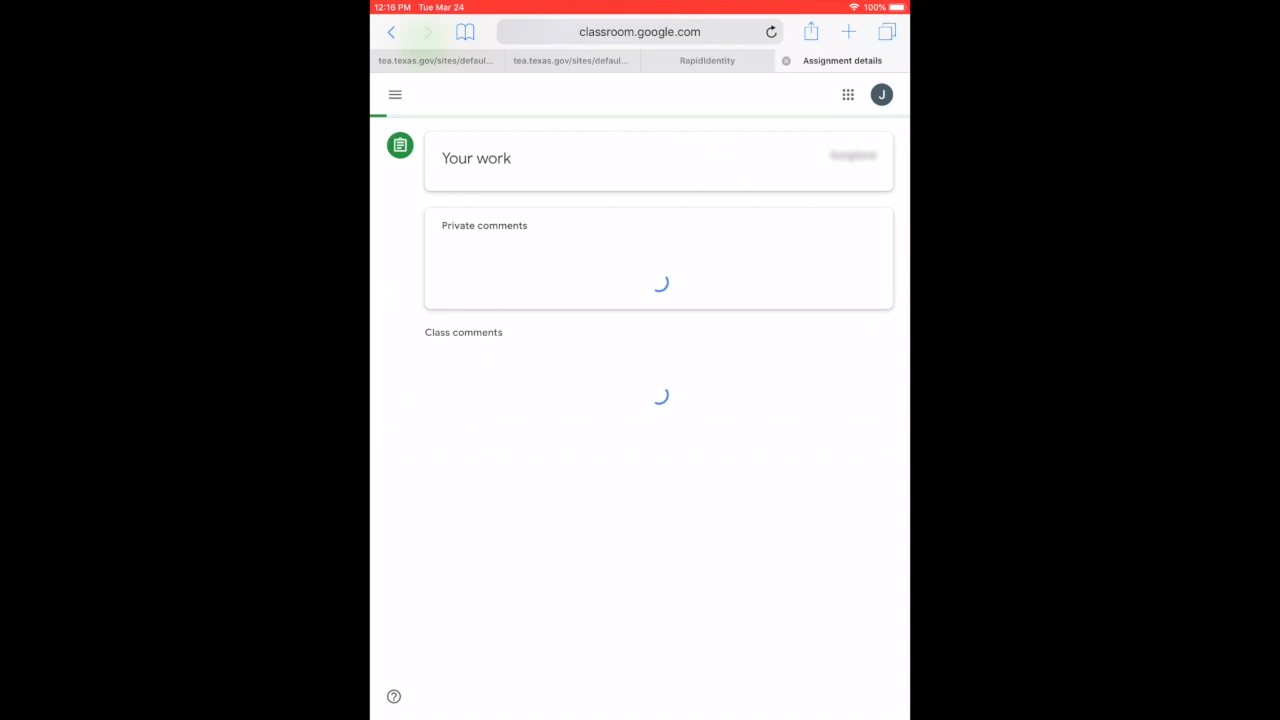 12:16 PM Tue Mar 24 100%
classroom.google.com
tea.texas.gov/sites/defaul... tea.texas.gov/sites/defaul... RapidIdentity Assignment details
J
Your work
Private comments
Class comments